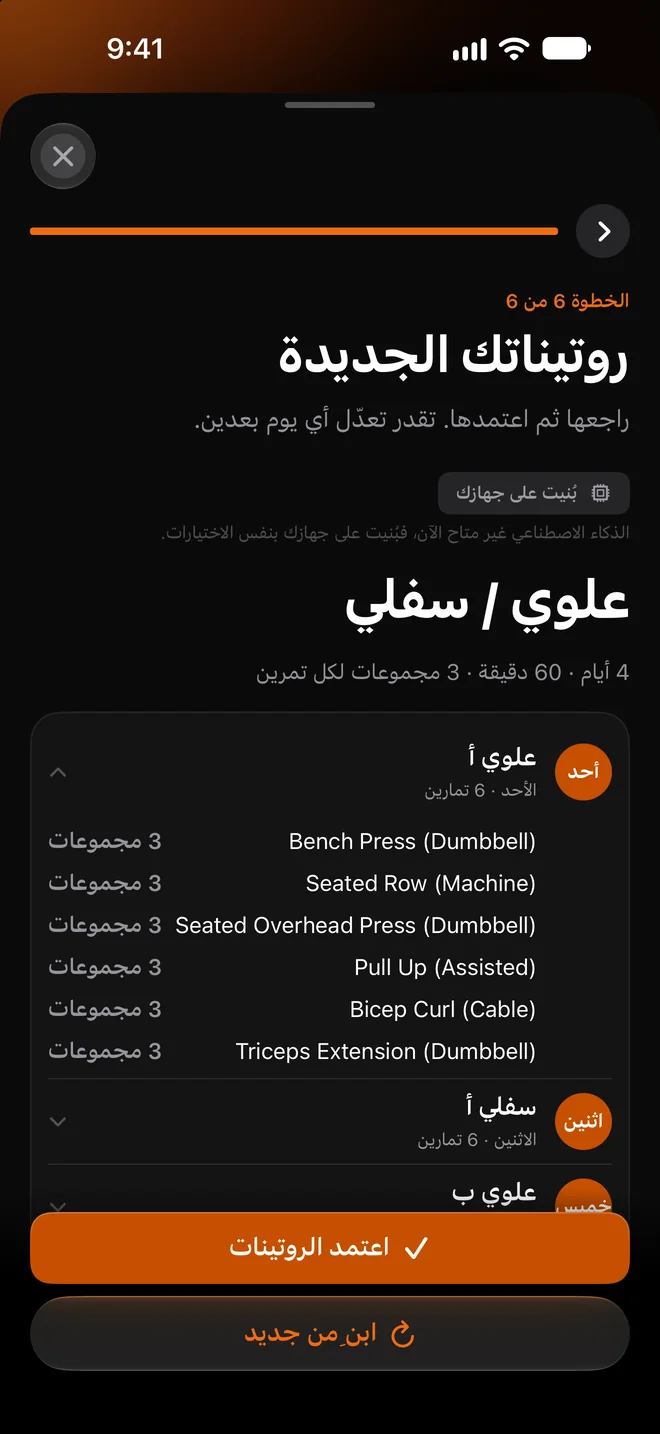 9:41
الخطوة 6 من 6
روتيناتك الجديدة
راجعها ثم اعتمدها. تقدر تعدّل أي يوم بعدين.
بُنيت على جهازك
الذكاء الاصطناعي غير متاح الآن، فبُنيت على جهازك بنفس الاختيارات.
علوي / سفلي
4 أيام · 60 دقيقة · 3 مجموعات لكل تمرين
أحد
علوي أ
الأحد · 6 تمارين
Bench Press (Dumbbell) 3 مجموعات
Seated Row (Machine) 3 مجموعات
Seated Overhead Press (Dumbbell) 3 مجموعات
Pull Up (Assisted) 3 مجموعات
Bicep Curl (Cable) 3 مجموعات
Triceps Extension (Dumbbell) 3 مجموعات
اثنين
سفلي أ
الاثنين · 6 تمارين
خميس
علوي ب
اعتمد الروتينات
ابنِ من جديد